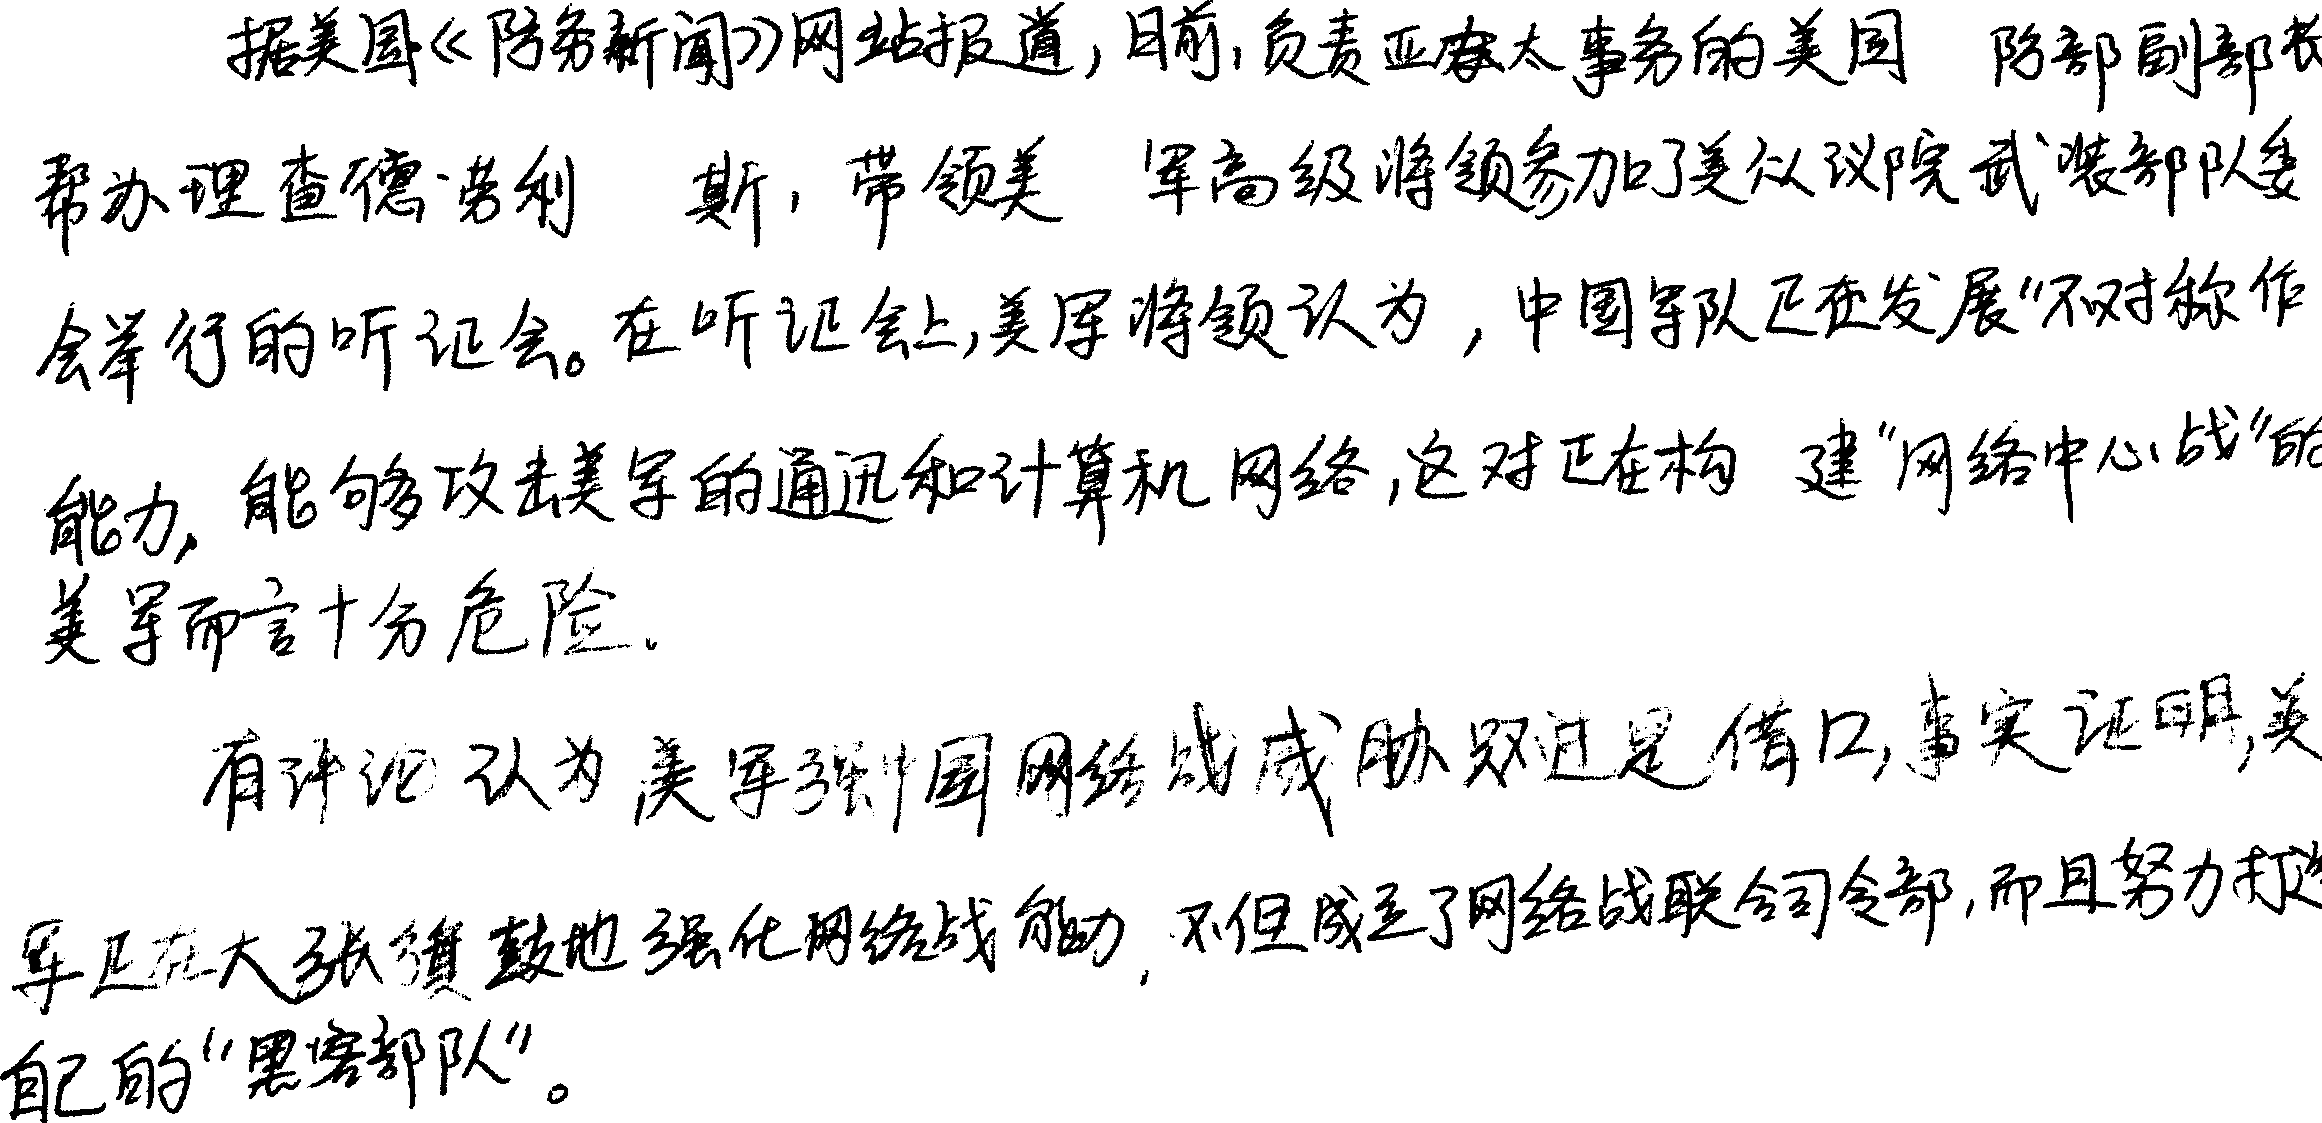 据美国《防务新闻》网站报道，目前，负责亚太事务的美国 防部副部长
帮办理查德·劳利 斯，带领美 军高级将领参加了美众议院武装部队委
会举行的听证会。在听证会上，美军将领认为，中国军队正在发展“不对称作
能力，能够攻击美军的通迅和计算机网络，这对正在构 建“网络中心战”的
美军而言十分危险.
有评论认为美军强中国网络战威胁只过是借口，事实证明，美
军正在大张旗鼓地强化网络战能力，不但成立了网络战联合司令部，而且努力打造
自己的“黑客部队”。